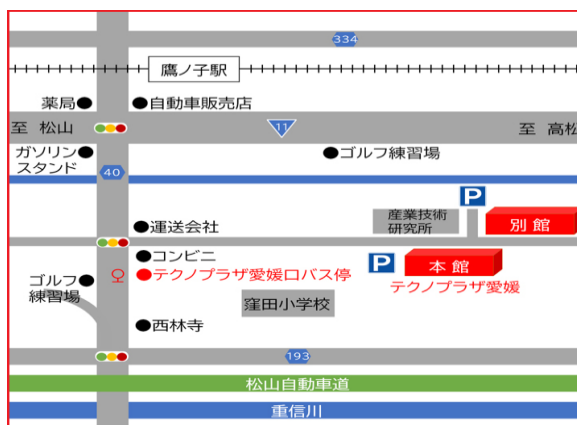 334
鷹ノ子駅
薬局
自動車販売店
至 松山
11
至 高松
ガソリン
スタンド
ゴルフ練習場
40
P
産業技術
研究所
別館
運送会社
コンビニ
P
本館
テクノプラザ愛媛
テクノプラザ愛媛口バス停
ゴルフ
練習場
窪田小学校
西林寺
193
松山自動車道
重信川